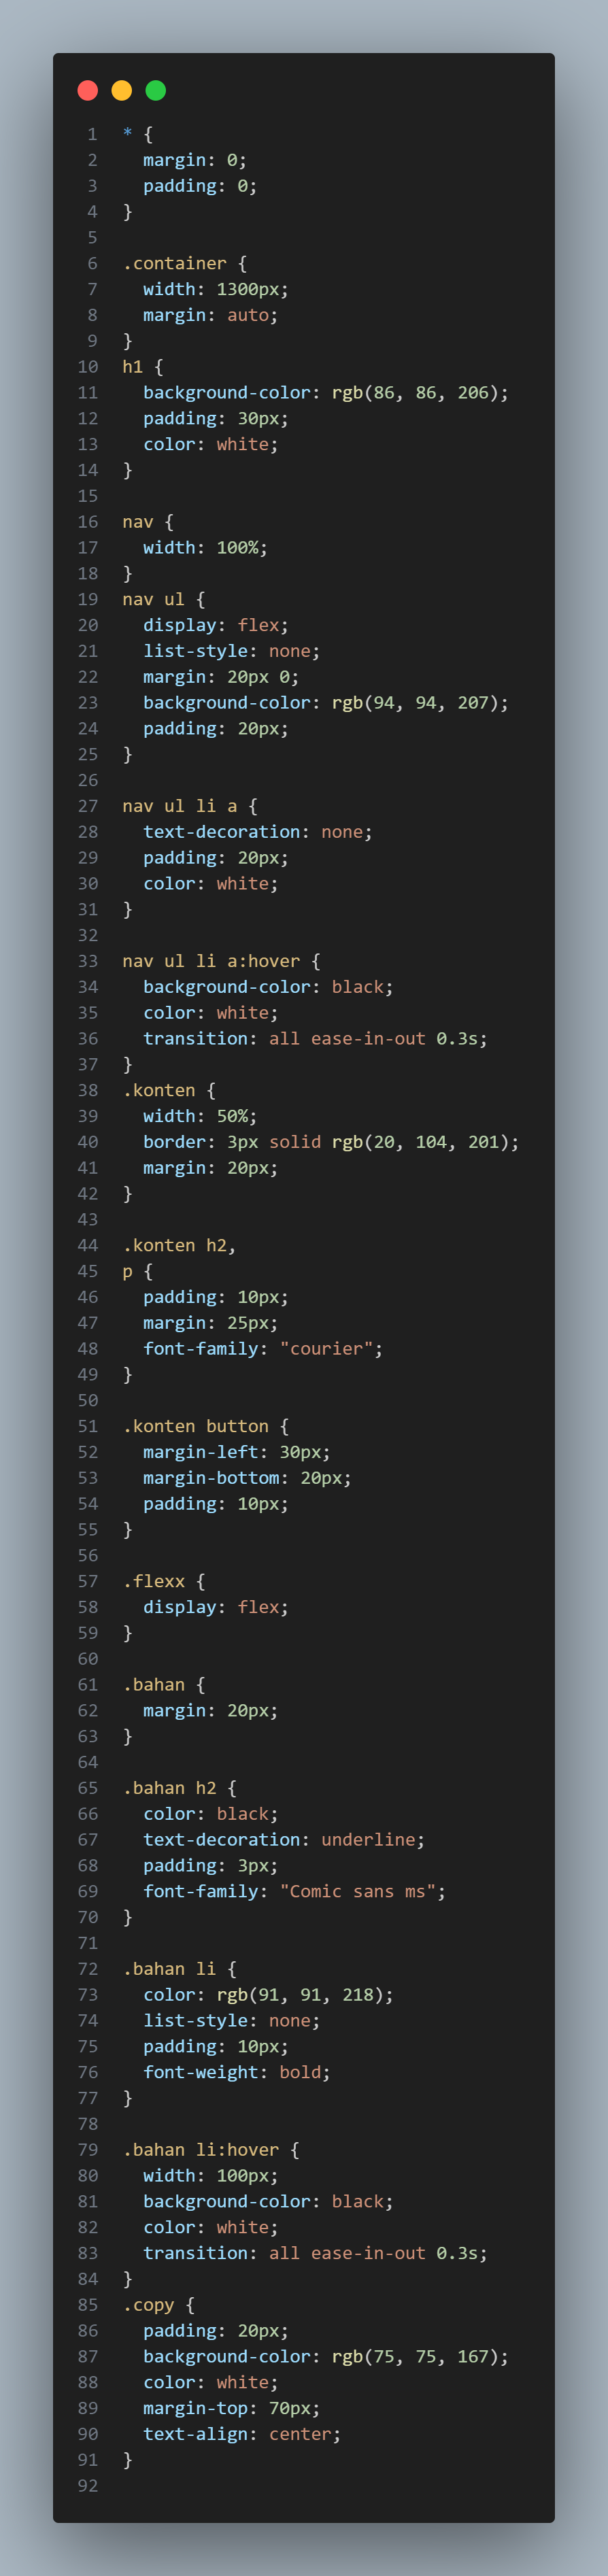 1 * {
2   margin: 0;
3   padding: 0;
4 }
5
6 .container {
7   width: 1300px;
8   margin: auto;
9 }
10 h1 {
11   background-color: rgb(86, 86, 206);
12   padding: 30px;
13   color: white;
14 }
15
16 nav {
17   width: 100%;
18 }
19 nav ul {
20   display: flex;
21   list-style: none;
22   margin: 20px 0;
23   background-color: rgb(94, 94, 207);
24   padding: 20px;
25 }
26
27 nav ul li a {
28   text-decoration: none;
29   padding: 20px;
30   color: white;
31 }
32
33 nav ul li a:hover {
34   background-color: black;
35   color: white;
36   transition: all ease-in-out 0.3s;
37 }
38 .konten {
39   width: 50%;
40   border: 3px solid rgb(20, 104, 201);
41   margin: 20px;
42 }
43
44 .konten h2,
45 p {
46   padding: 10px;
47   margin: 25px;
48   font-family: "courier";
49 }
50
51 .konten button {
52   margin-left: 30px;
53   margin-bottom: 20px;
54   padding: 10px;
55 }
56
57 .flexx {
58   display: flex;
59 }
60
61 .bahan {
62   margin: 20px;
63 }
64
65 .bahan h2 {
66   color: black;
67   text-decoration: underline;
68   padding: 3px;
69   font-family: "Comic sans ms";
70 }
71
72 .bahan li {
73   color: rgb(91, 91, 218);
74   list-style: none;
75   padding: 10px;
76   font-weight: bold;
77 }
78
79 .bahan li:hover {
80   width: 100px;
81   background-color: black;
82   color: white;
83   transition: all ease-in-out 0.3s;
84 }
85 .copy {
86   padding: 20px;
87   background-color: rgb(75, 75, 167);
88   color: white;
89   margin-top: 70px;
90   text-align: center;
91 }
92